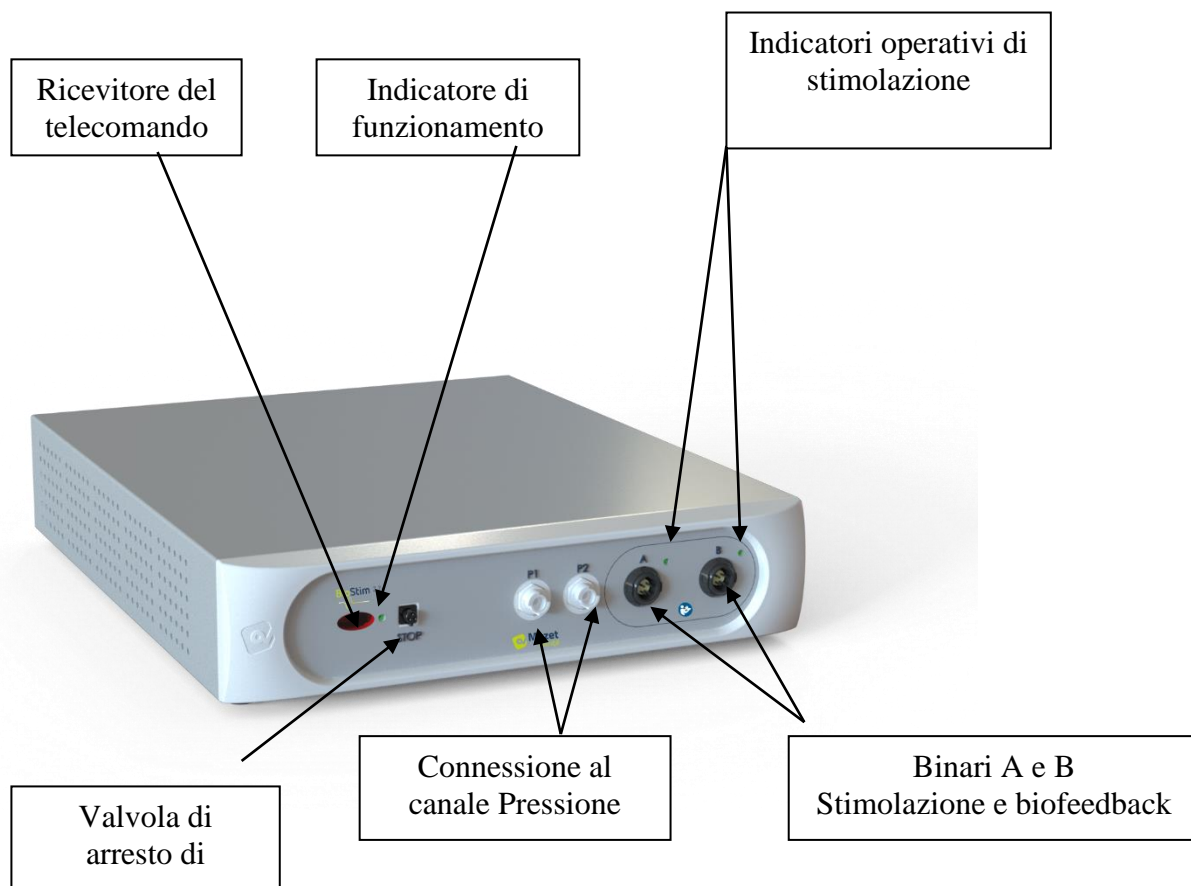 Indicatori operativi di
stimolazione
Ricevitore del
telecomando
Indicatore di
funzionamento
A
B
P1
P2
Stim
STOP
Connessione al
canale Pressione
Binari A e B
Stimolazione e biofeedback
Valvola di
arresto di